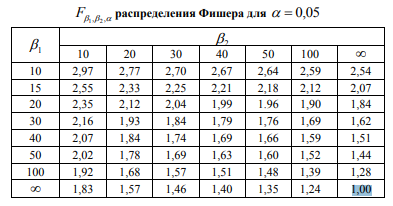 F β₁,β₂,α распределения Фишера для α = 0,05
β₁ β₂
10 20 30 40 50 100 ∞
10 2,97 2,77 2,70 2,67 2,64 2,59 2,54
15 2,55 2,33 2,25 2,21 2,18 2,12 2,07
20 2,35 2,12 2,04 1,99 1,96 1,90 1,84
30 2,16 1,93 1,84 1,79 1,76 1,69 1,62
40 2,07 1,84 1,74 1,69 1,66 1,59 1,51
50 2,02 1,78 1,69 1,63 1,60 1,52 1,44
100 1,92 1,68 1,57 1,51 1,48 1,39 1,28
∞ 1,83 1,57 1,46 1,40 1,35 1,24 1,00